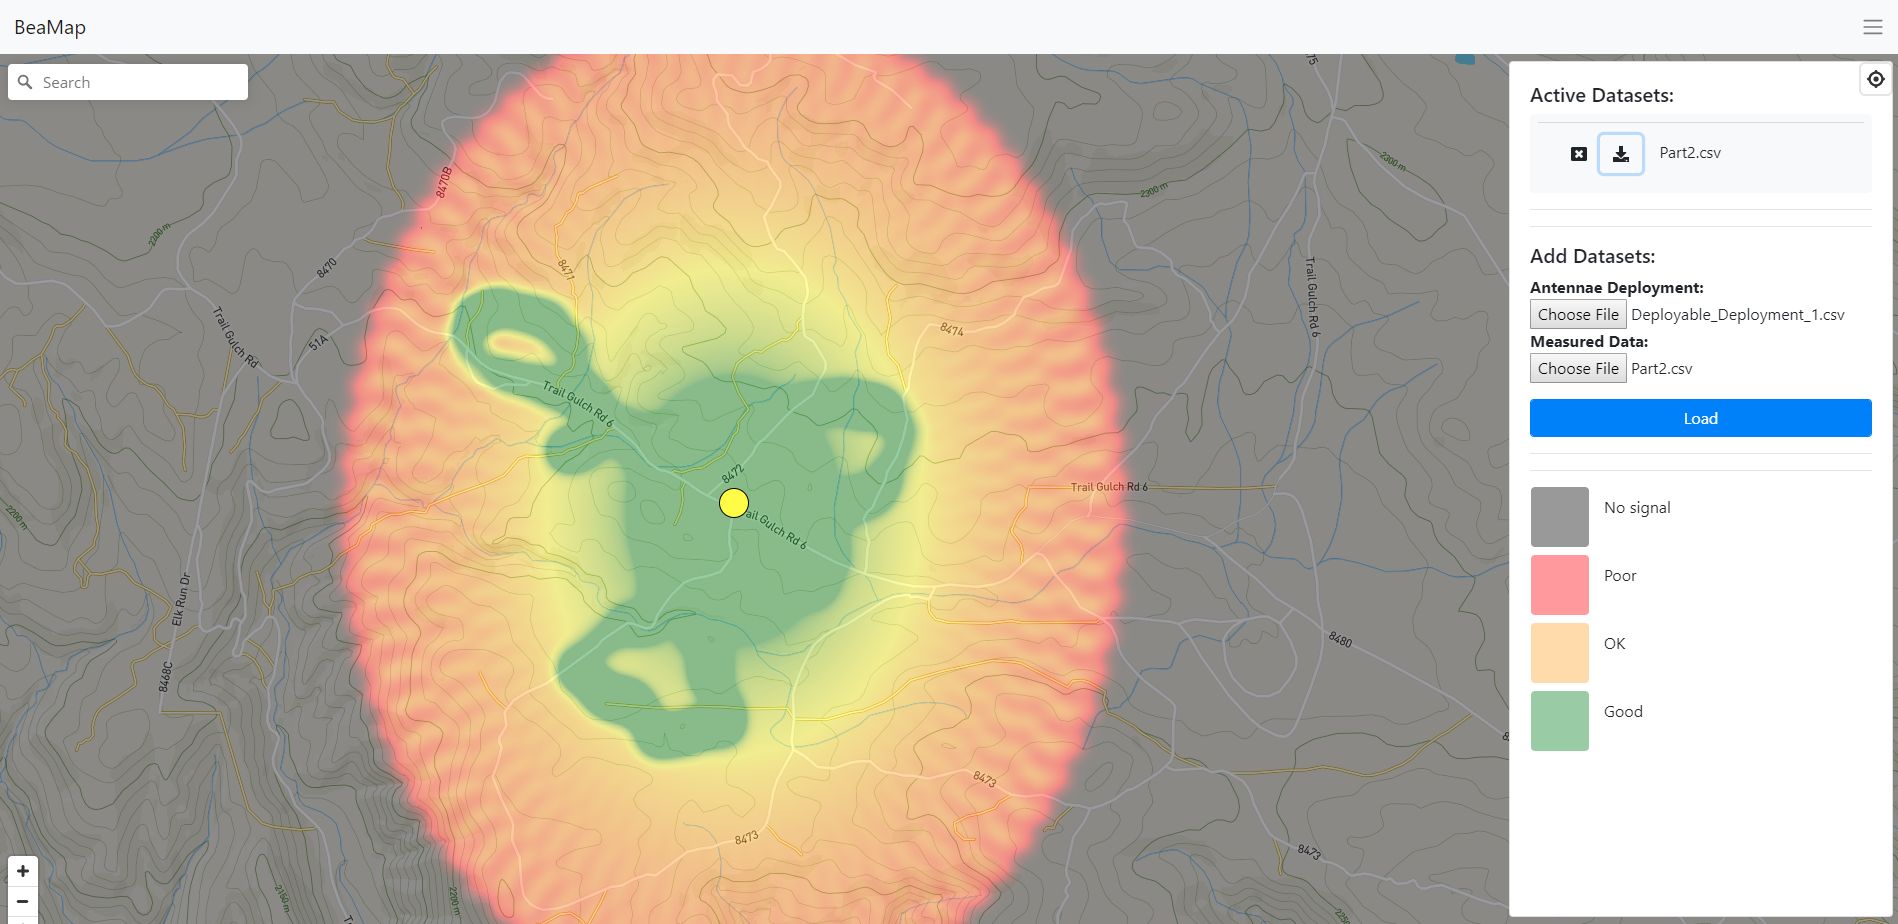 BeaMap
Search
Active Datasets:
Part2.csv
Add Datasets:
Antennae Deployment:
Choose File Deployable_Deployment_1.csv
Measured Data:
Choose File Part2.csv
Load
No signal
Poor
OK
Good
8470B
2300 m
2300 m
2200 m
8470
8471
Trail Gulch Rd 6
Trail Gulch Rd
51A
8474
Trail Gulch Rd 6
8472
Trail Gulch Rd 6
Trail Gulch Rd 6
2200 m
Elk Run Dr
8468C
8480
8473
8473
8473
2150 m
2200 m
+
−